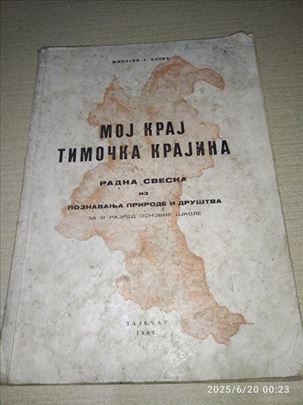 МОЈ КРАЈ
ТИМОЧКА КРАЈИНА
РАДНА СВЕСКА
ИЗ
ПОЗНАВАЊА ПРИРОДЕ И ДРУШТВА
ЗА III РАЗРЕД ОСНОВНЕ ШКОЛЕ
ЗАЈЕЧАР
2025/6/20 00:23